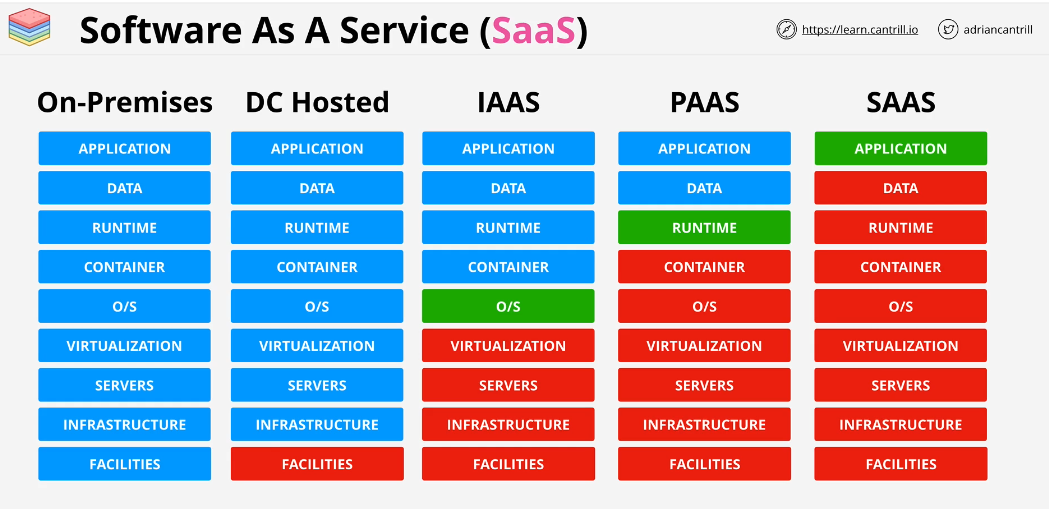 Software As A Service (SaaS)
https://learn.cantrill.io
adriancantrill
On-Premises DC Hosted IAAS PAAS SAAS
APPLICATION APPLICATION APPLICATION APPLICATION APPLICATION
DATA DATA DATA DATA DATA
RUNTIME RUNTIME RUNTIME RUNTIME RUNTIME
CONTAINER CONTAINER CONTAINER CONTAINER CONTAINER
O/S O/S O/S O/S O/S
VIRTUALIZATION VIRTUALIZATION VIRTUALIZATION VIRTUALIZATION VIRTUALIZATION
SERVERS SERVERS SERVERS SERVERS SERVERS
INFRASTRUCTURE INFRASTRUCTURE INFRASTRUCTURE INFRASTRUCTURE INFRASTRUCTURE
FACILITIES FACILITIES FACILITIES FACILITIES FACILITIES